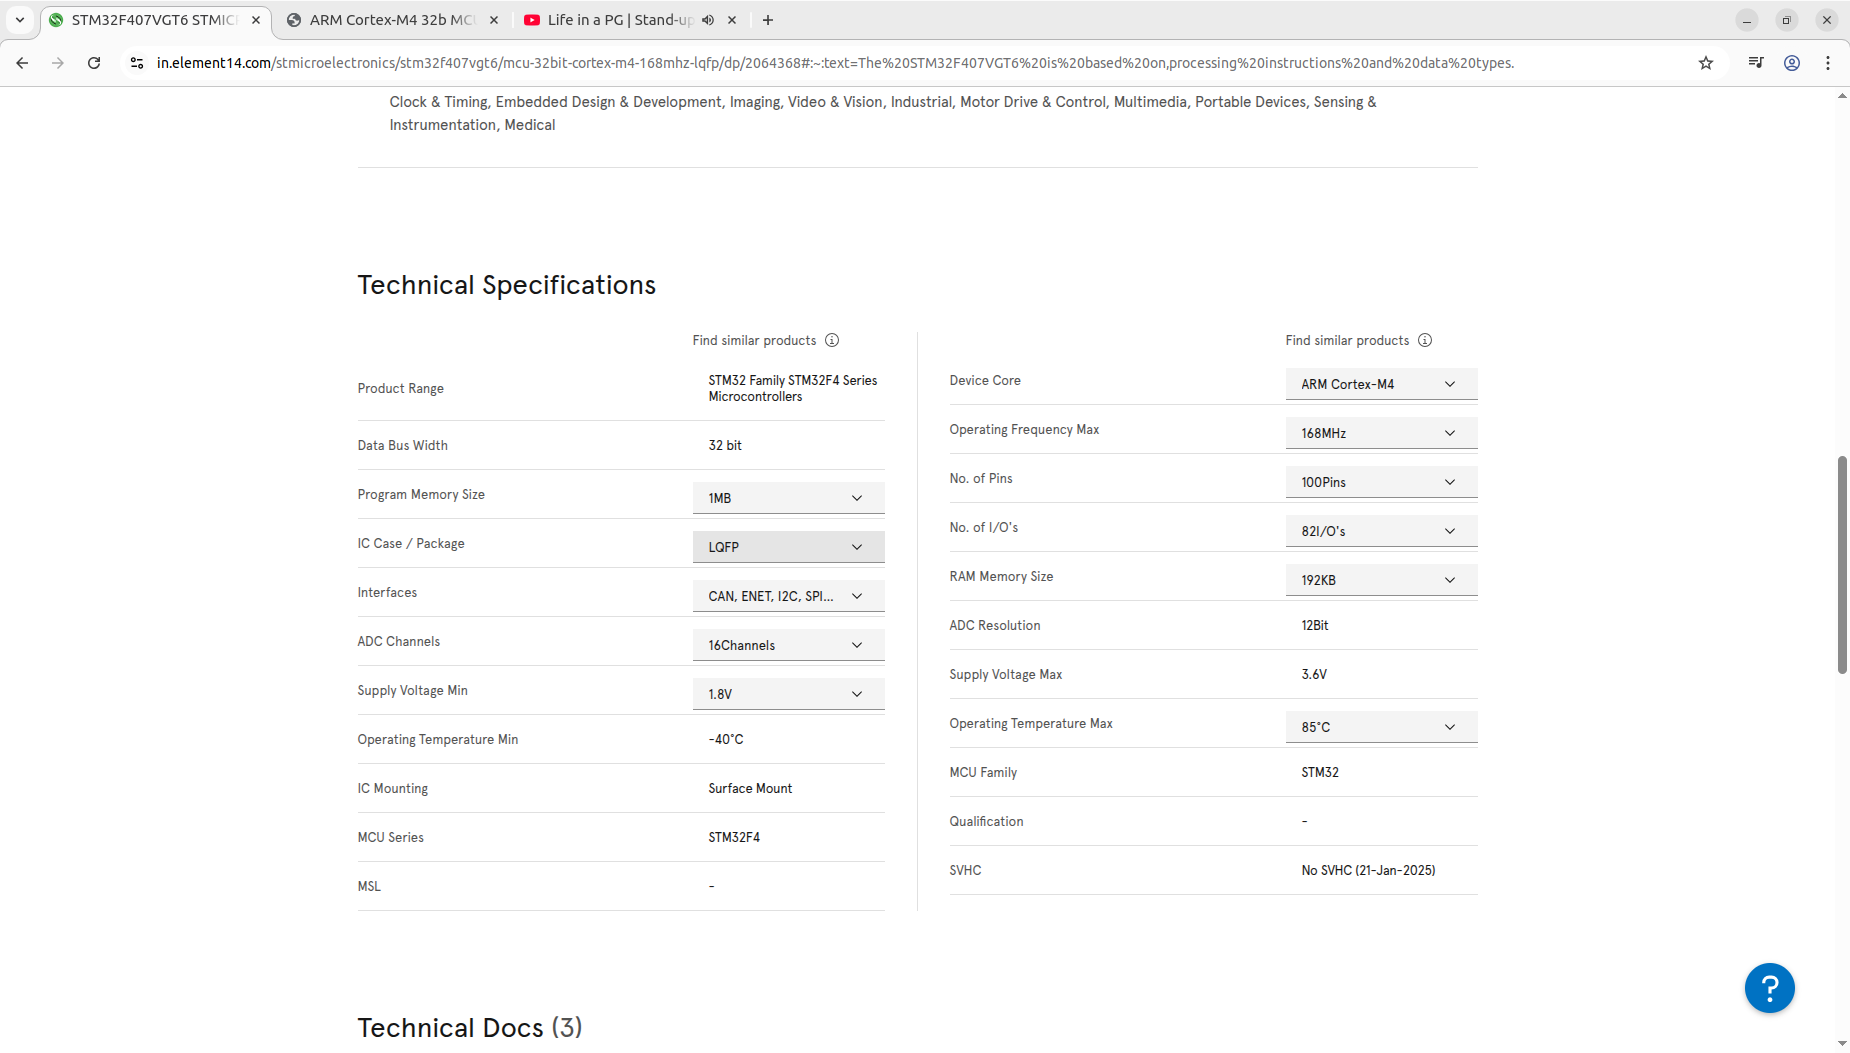 STM32F407VGT6 STMIC
ARM Cortex-M4 32b MC
Life in a PG | Stand-up
in.element14.com/stmicroelectronics/stm32f407vgt6/mcu-32bit-cortex-m4-168mhz-lqfp/dp/2064368#:~:text=The%20STM32F407VGT6%20is%20based%20on,processing%20instructions%20and%20data%20types.
Clock & Timing, Embedded Design & Development, Imaging, Video & Vision, Industrial, Motor Drive & Control, Multimedia, Portable Devices, Sensing &
Instrumentation, Medical
Technical Specifications
Find similar products
Product Range
STM32 Family STM32F4 Series
Microcontrollers
Data Bus Width 32 bit
Program Memory Size 1MB
IC Case / Package LQFP
Interfaces CAN, ENET, I2C, SPI...
ADC Channels 16Channels
Supply Voltage Min 1.8V
Operating Temperature Min -40°C
IC Mounting Surface Mount
MCU Series STM32F4
MSL -
Find similar products
Device Core ARM Cortex-M4
Operating Frequency Max 168MHz
No. of Pins 100Pins
No. of I/O's 82I/O's
RAM Memory Size 192KB
ADC Resolution 12Bit
Supply Voltage Max 3.6V
Operating Temperature Max 85°C
MCU Family STM32
Qualification -
SVHC No SVHC (21-Jan-2025)
Technical Docs (3)
?